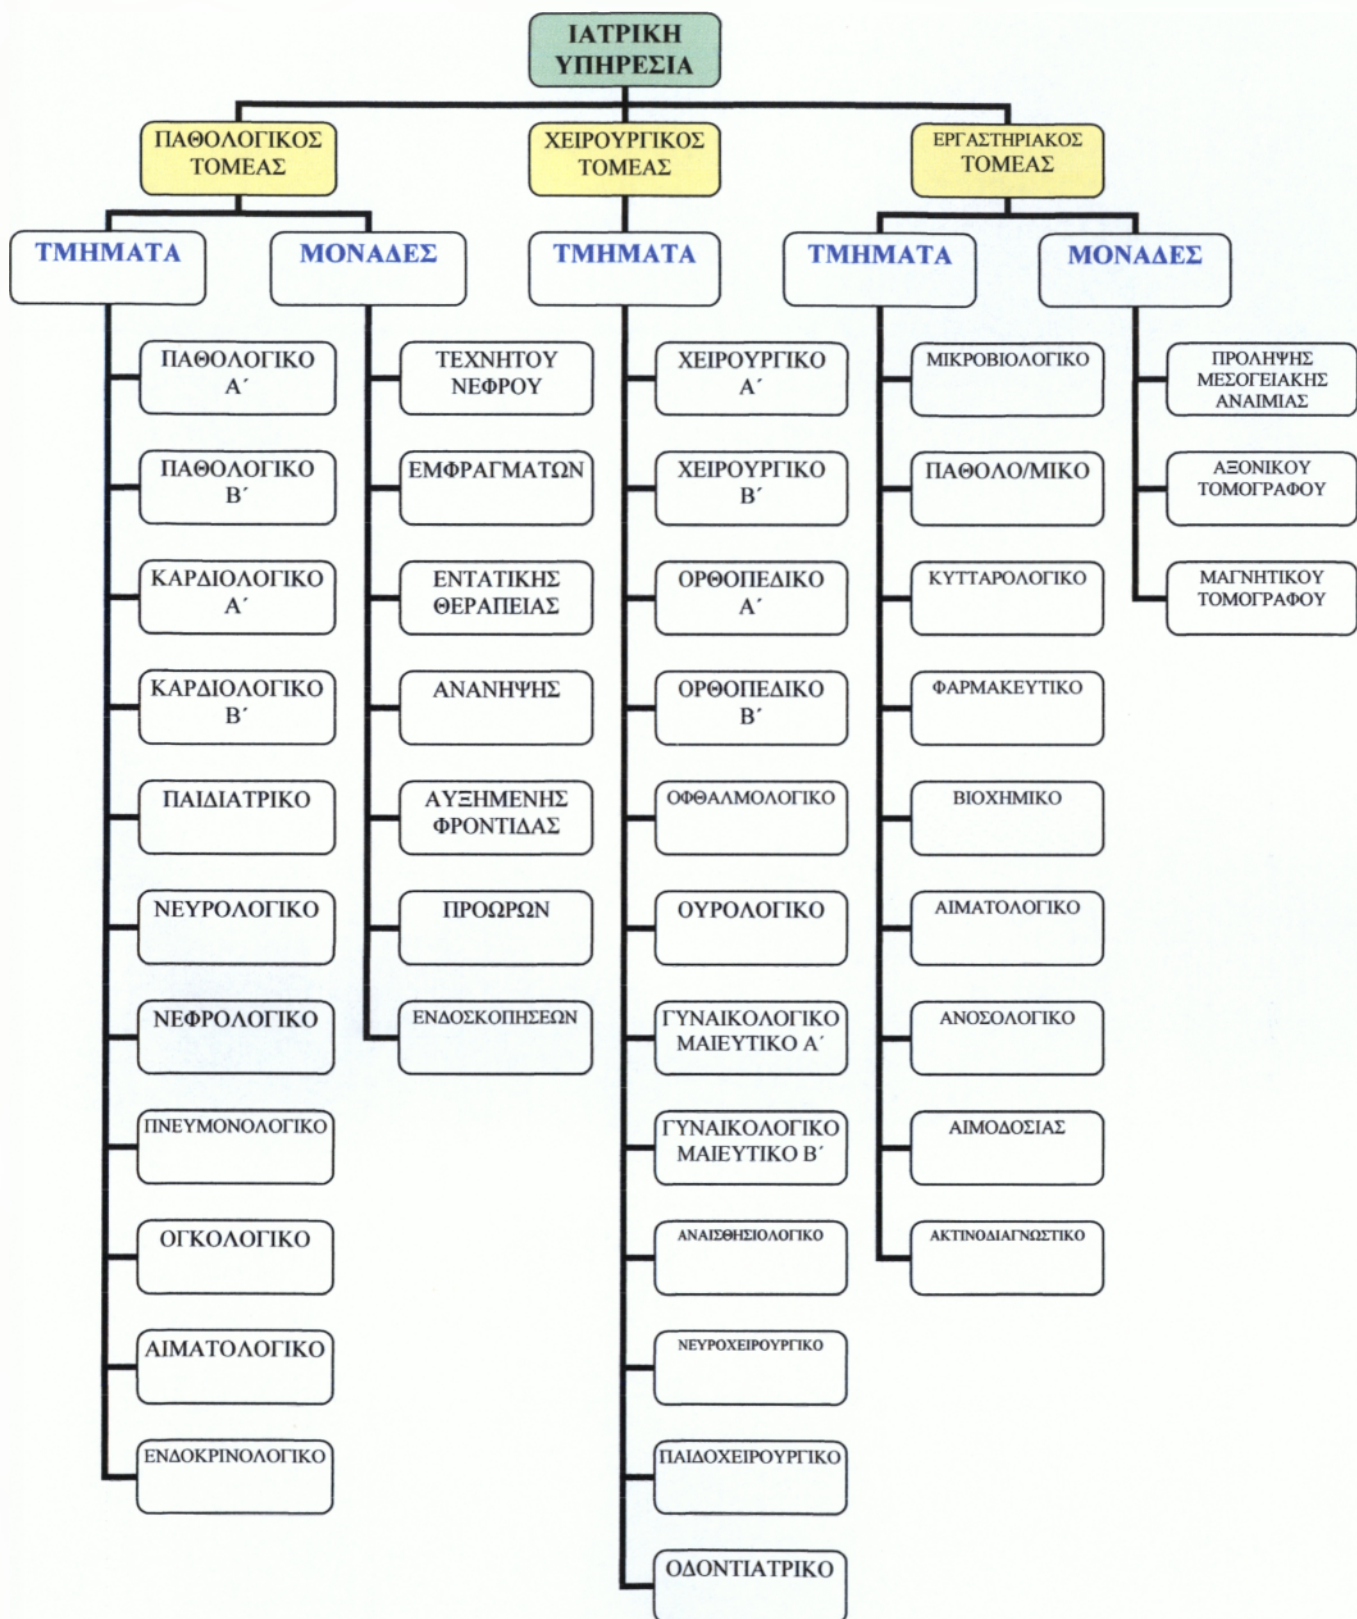 ΙΑΤΡΙΚΗ
ΥΠΗΡΕΣΙΑ
ΠΑΘΟΛΟΓΙΚΟΣ
ΤΟΜΕΑΣ
ΧΕΙΡΟΥΡΓΙΚΟΣ
ΤΟΜΕΑΣ
ΕΡΓΑΣΤΗΡΙΑΚΟΣ
ΤΟΜΕΑΣ
ΤΜΗΜΑΤΑ
ΜΟΝΑΔΕΣ
ΤΜΗΜΑΤΑ
ΤΜΗΜΑΤΑ
ΜΟΝΑΔΕΣ
ΠΑΘΟΛΟΓΙΚΟ
Α΄
ΠΑΘΟΛΟΓΙΚΟ
Β΄
ΚΑΡΔΙΟΛΟΓΙΚΟ
Α΄
ΚΑΡΔΙΟΛΟΓΙΚΟ
Β΄
ΠΑΙΔΙΑΤΡΙΚΟ
ΝΕΥΡΟΛΟΓΙΚΟ
ΝΕΦΡΟΛΟΓΙΚΟ
ΠΝΕΥΜΟΝΟΛΟΓΙΚΟ
ΟΓΚΟΛΟΓΙΚΟ
ΑΙΜΑΤΟΛΟΓΙΚΟ
ΕΝΔΟΚΡΙΝΟΛΟΓΙΚΟ
ΤΕΧΝΗΤΟΥ
ΝΕΦΡΟΥ
ΕΜΦΡΑΓΜΑΤΩΝ
ΕΝΤΑΤΙΚΗΣ
ΘΕΡΑΠΕΙΑΣ
ΑΝΑΝΗΨΗΣ
ΑΥΞΗΜΕΝΗΣ
ΦΡΟΝΤΙΔΑΣ
ΠΡΟΩΡΩΝ
ΕΝΔΟΣΚΟΠΗΣΕΩΝ
ΧΕΙΡΟΥΡΓΙΚΟ
Α΄
ΧΕΙΡΟΥΡΓΙΚΟ
Β΄
ΟΡΘΟΠΕΔΙΚΟ
Α΄
ΟΡΘΟΠΕΔΙΚΟ
Β΄
ΟΦΘΑΛΜΟΛΟΓΙΚΟ
ΟΥΡΟΛΟΓΙΚΟ
ΓΥΝΑΙΚΟΛΟΓΙΚΟ
ΜΑΙΕΥΤΙΚΟ Α΄
ΓΥΝΑΙΚΟΛΟΓΙΚΟ
ΜΑΙΕΥΤΙΚΟ Β΄
ΑΝΑΙΣΘΗΣΙΟΛΟΓΙΚΟ
ΝΕΥΡΟΧΕΙΡΟΥΡΓΙΚΟ
ΠΑΙΔΟΧΕΙΡΟΥΡΓΙΚΟ
ΟΔΟΝΤΙΑΤΡΙΚΟ
ΜΙΚΡΟΒΙΟΛΟΓΙΚΟ
ΠΑΘΟΛΟ/ΜΙΚΟ
ΚΥΤΤΑΡΟΛΟΓΙΚΟ
ΦΑΡΜΑΚΕΥΤΙΚΟ
ΒΙΟΧΗΜΙΚΟ
ΑΙΜΑΤΟΛΟΓΙΚΟ
ΑΝΟΣΟΛΟΓΙΚΟ
ΑΙΜΟΔΟΣΙΑΣ
ΑΚΤΙΝΟΔΙΑΓΝΩΣΤΙΚΟ
ΠΡΟΛΗΨΗΣ
ΜΕΣΟΓΕΙΑΚΗΣ
ΑΝΑΙΜΙΑΣ
ΑΞΟΝΙΚΟΥ
ΤΟΜΟΓΡΑΦΟΥ
ΜΑΓΝΗΤΙΚΟΥ
ΤΟΜΟΓΡΑΦΟΥ